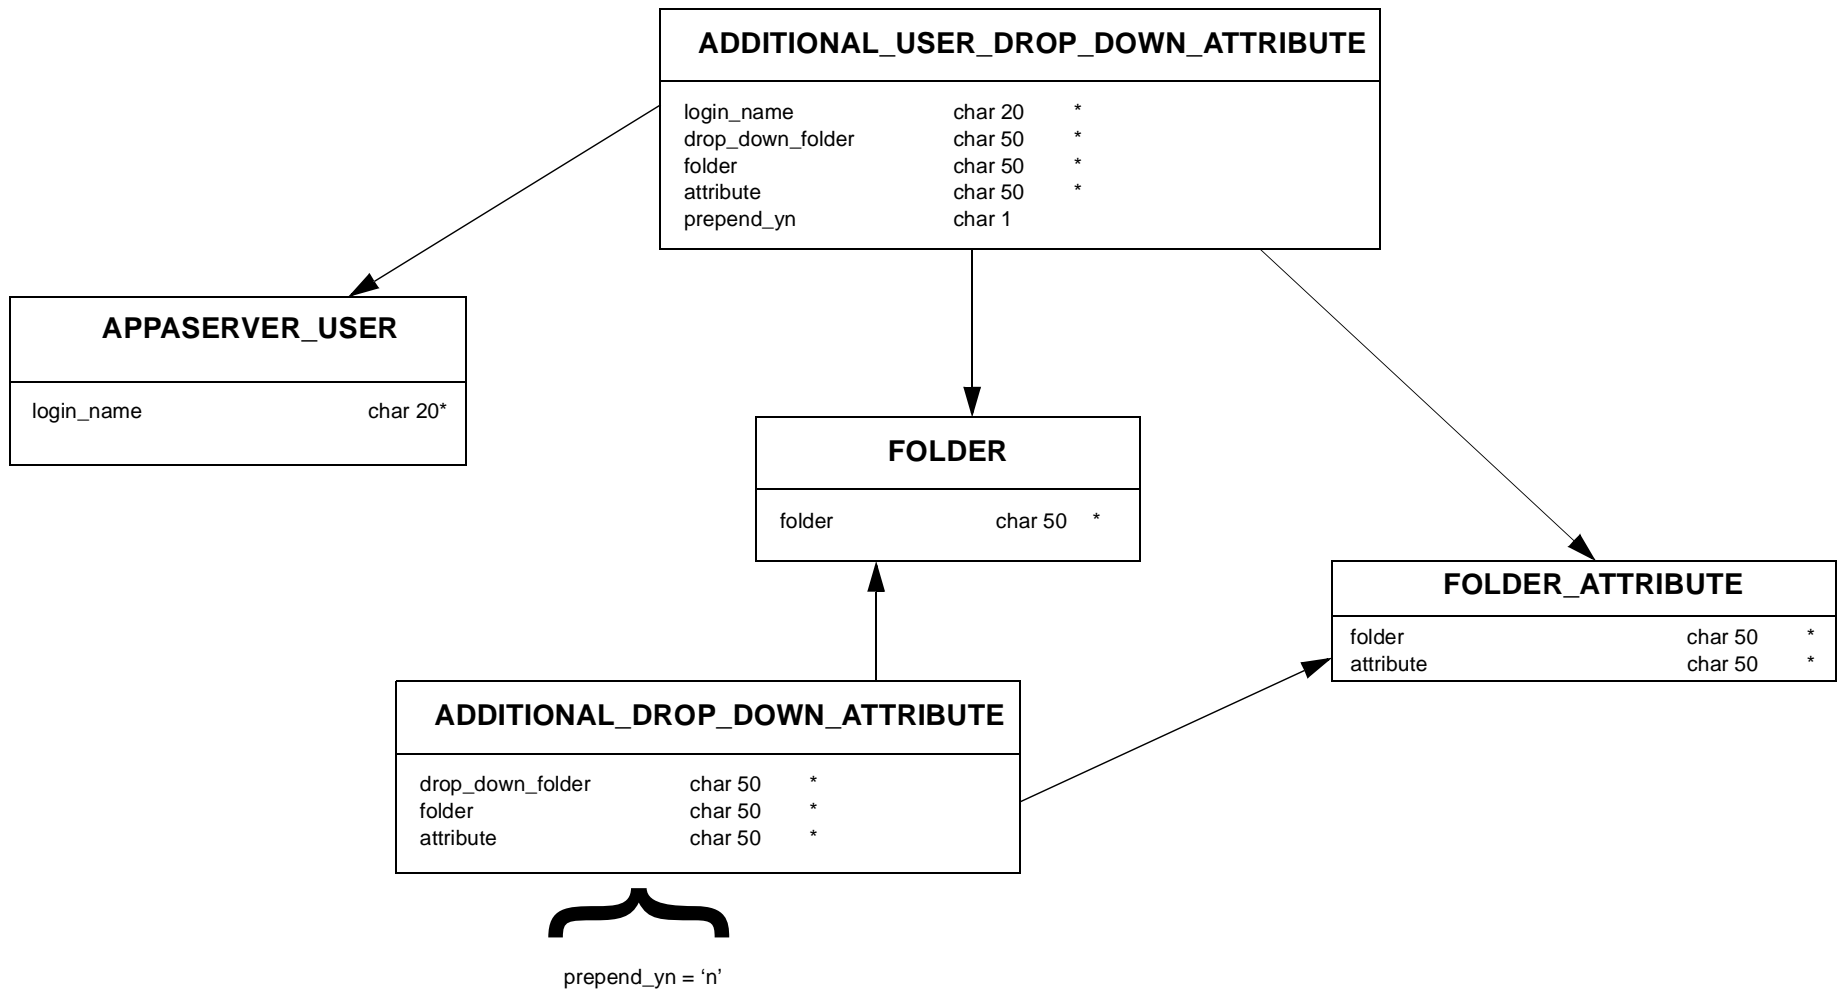 ADDITIONAL_USER_DROP_DOWN_ATTRIBUTE
login_name char 20 *
drop_down_folder char 50 *
folder char 50 *
attribute char 50 *
prepend_yn char 1
APPASERVER_USER
login_name char 20*
FOLDER
folder char 50 *
FOLDER_ATTRIBUTE
folder char 50 *
attribute char 50 *
ADDITIONAL_DROP_DOWN_ATTRIBUTE
drop_down_folder char 50 *
folder char 50 *
attribute char 50 *
prepend_yn = ‘n’